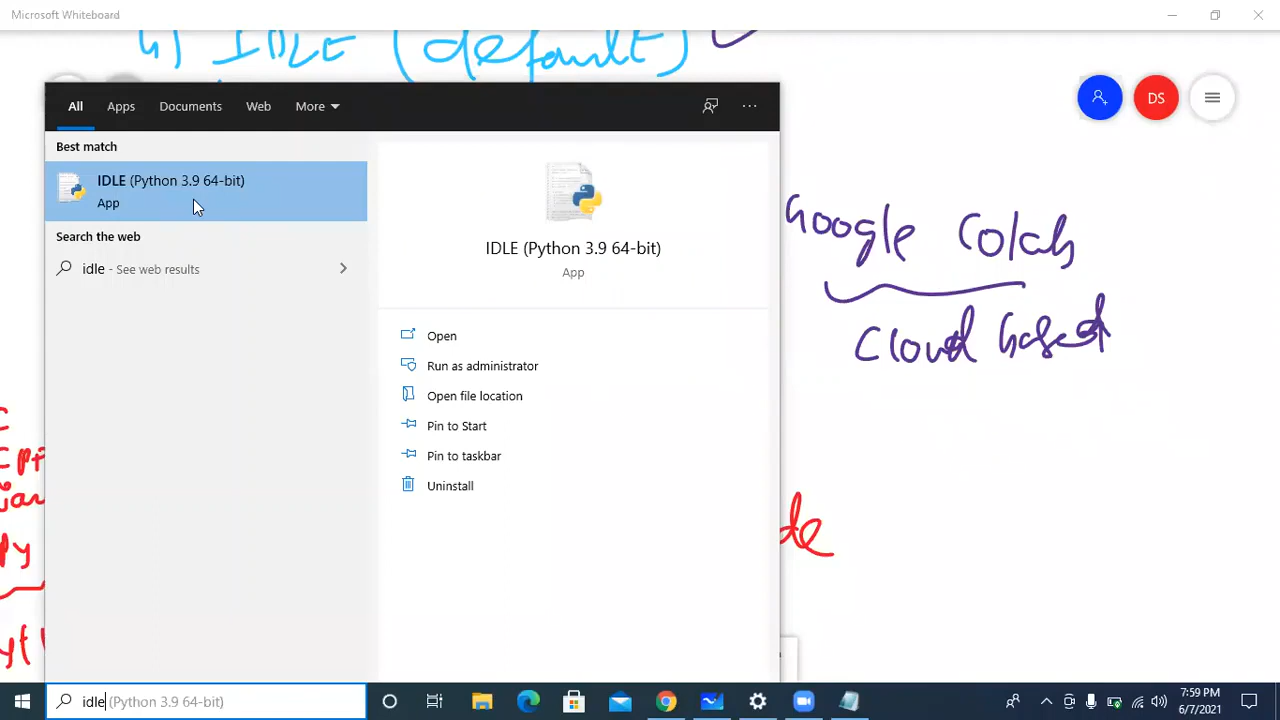 Microsoft Whiteboard
4) IDLE (default)
All Apps Documents Web More
DS
Best match
IDLE (Python 3.9 64-bit)
App
Search the web
idle - See web results
IDLE (Python 3.9 64-bit)
App
Open
Run as administrator
Open file location
Pin to Start
Pin to taskbar
Uninstall
Google Colab
Cloud based
de
idle (Python 3.9 64-bit)
7:59 PM
6/7/2021